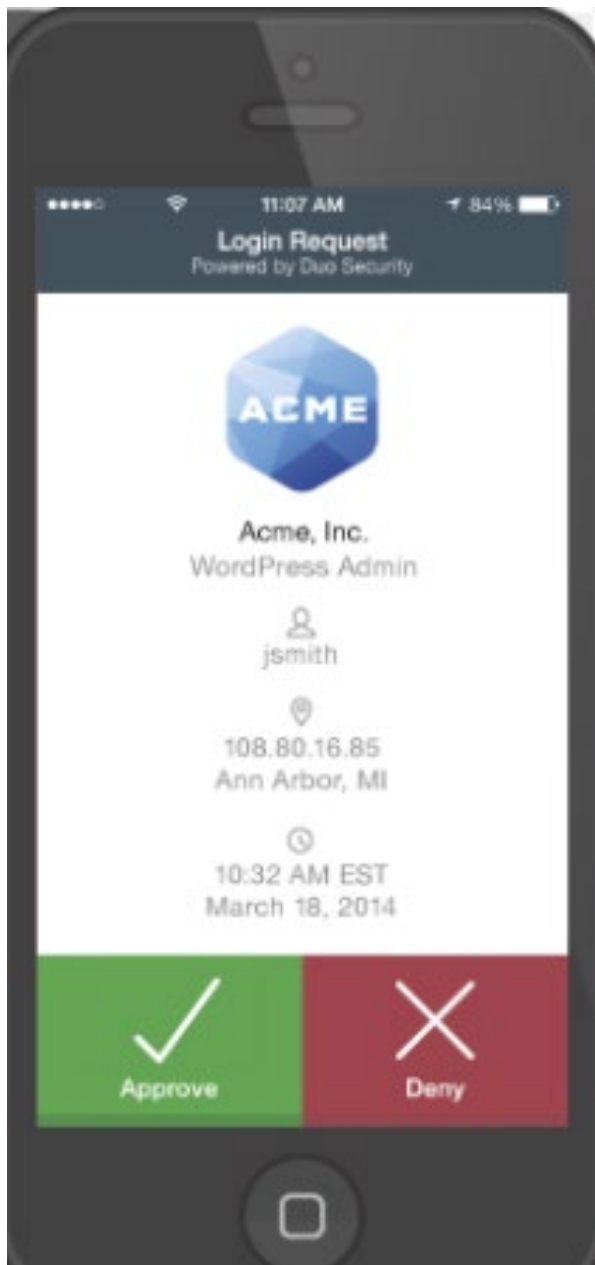 11:07 AM 84%
Login Request
Powered by Duo Security
ACME
Acme, Inc.
WordPress Admin
jsmith
108.80.16.85
Ann Arbor, MI
10:32 AM EST
March 18, 2014
Approve Deny